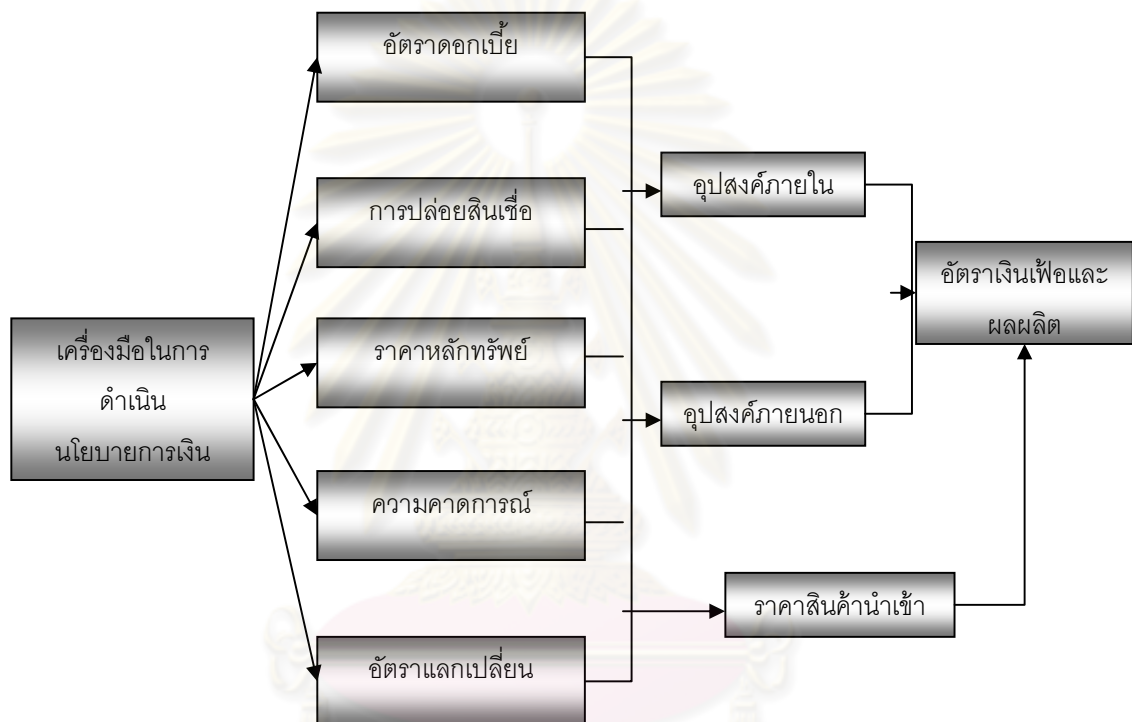 อัตราดอกเบี้ย
การปล่อยสินเชื่อ
ราคาหลักทรัพย์
ความคาดการณ์
อัตราแลกเปลี่ยน
เครื่องมือในการ
ดำเนิน
นโยบายการเงิน
อุปสงค์ภายใน
อุปสงค์ภายนอก
ราคาสินค้านำเข้า
อัตราเงินเฟ้อและ
ผลผลิต